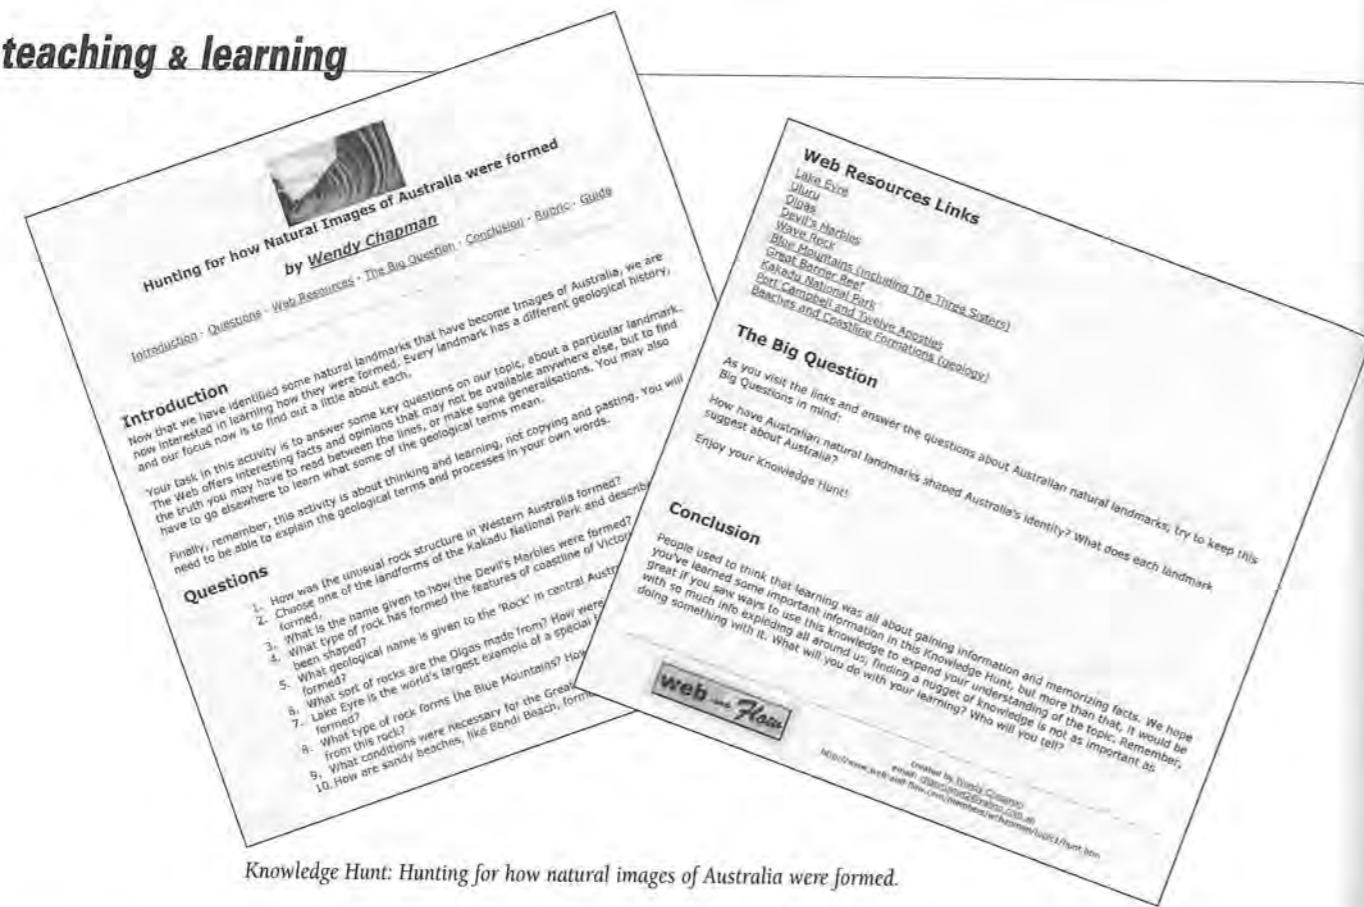 teaching & learning
Hunting for how Natural Images of Australia were formed
by Wendy Chapman
Introduction - Questions - Web Resources - The Big Question - Conclusion - Rubric - Guide
Introduction
Now that we have identified some natural landmarks that have become Images of Australia, we are
now interested in learning how they were formed. Every landmark has a different geological history,
and our focus now is to find out a little about each.
Your task in this activity is to answer some key questions on our topic, about a particular landmark.
The Web offers interesting facts and opinions that may not be available anywhere else, but to find
the truth you may have to read between the lines, or make some generalisations. You may also
have to go elsewhere to learn what some of the geological terms mean.
Finally, remember, this activity is about thinking and learning, not copying and pasting. You will
need to be able to explain the geological terms and processes in your own words.
Questions
1. How was the unusual rock structure in Western Australia formed?
2. Choose one of the landforms of the Kakadu National Park and describe
formed.
3. What is the name given to how the Devil's Marbles were formed?
4. What type of rock has formed the features of coastline of Victor
been shaped?
5. What geological name is given to the 'Rock' in central Austr
formed?
6. What sort of rocks are the Olgas made from? How were
7. Lake Eyre is the world's largest example of a special
formed?
8. What type of rock forms the Blue Mountains? How
from this rock?
9. What conditions were necessary for the Great
10. How are sandy beaches, like Bondi Beach, form
Web Resources Links
Lake Eyre
Uluru
Olgas
Devil's Marbles
Wave Rock
Blue Mountains (including The Three Sisters)
Great Barrier Reef
Kakadu National Park
Port Campbell and Twelve Apostles
Beaches and Coastline Formations (geology)
The Big Question
As you visit the links and answer the questions about Australian natural landmarks, try to keep this
Big Questions in mind:
How have Australian natural landmarks shaped Australia's identity? What does each landmark
suggest about Australia?
Enjoy your Knowledge Hunt!
Conclusion
People used to think that learning was all about gaining information and memorizing facts. We hope
you've learned some important information in this Knowledge Hunt, but more than that, it would be
great if you saw ways to use this knowledge to expand your understanding of the topic. Remember,
with so much info exploding all around us, finding a nugget of knowledge is not as important as
doing something with it. What will you do with your learning? Who will you tell?
web and Flow
created by Wendy Chapman
email:
Knowledge Hunt: Hunting for how natural images of Australia were formed.